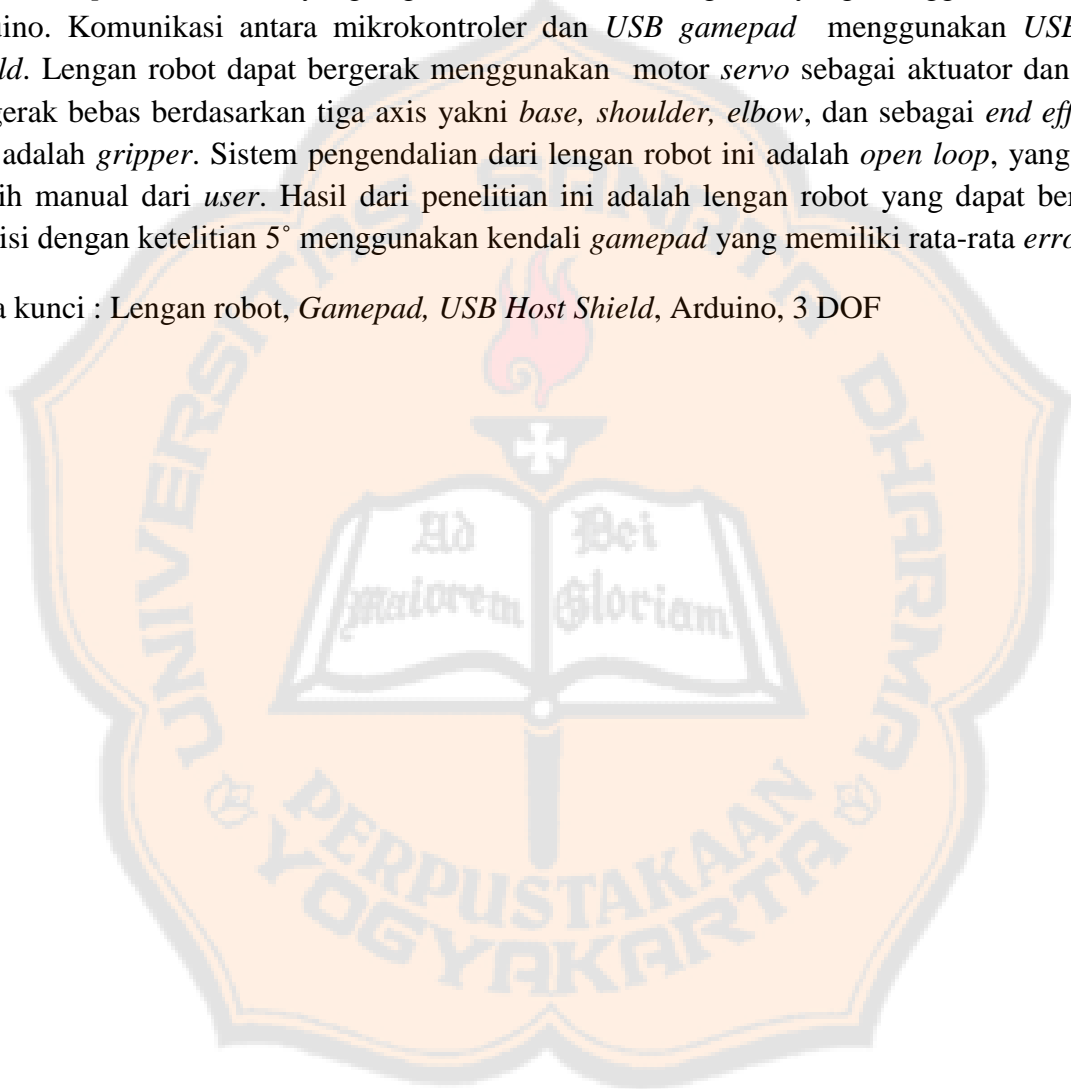 uino. Komunikasi antara mikrokontroler dan USB gamepad menggunakan USB
ld. Lengan robot dapat bergerak menggunakan motor servo sebagai aktuator dan
gerak bebas berdasarkan tiga axis yakni base, shoulder, elbow, dan sebagai end eff
adalah gripper. Sistem pengendalian dari lengan robot ini adalah open loop, yang
ih manual dari user. Hasil dari penelitian ini adalah lengan robot yang dapat ber
isi dengan ketelitian 5˚ menggunakan kendali gamepad yang memiliki rata-rata erro
a kunci : Lengan robot, Gamepad, USB Host Shield, Arduino, 3 DOF
UNIVERSITAS SANATA DHARMA
Ad Dei
Maiorem Gloriam
PERPUSTAKAAN
YOGYAKARTA